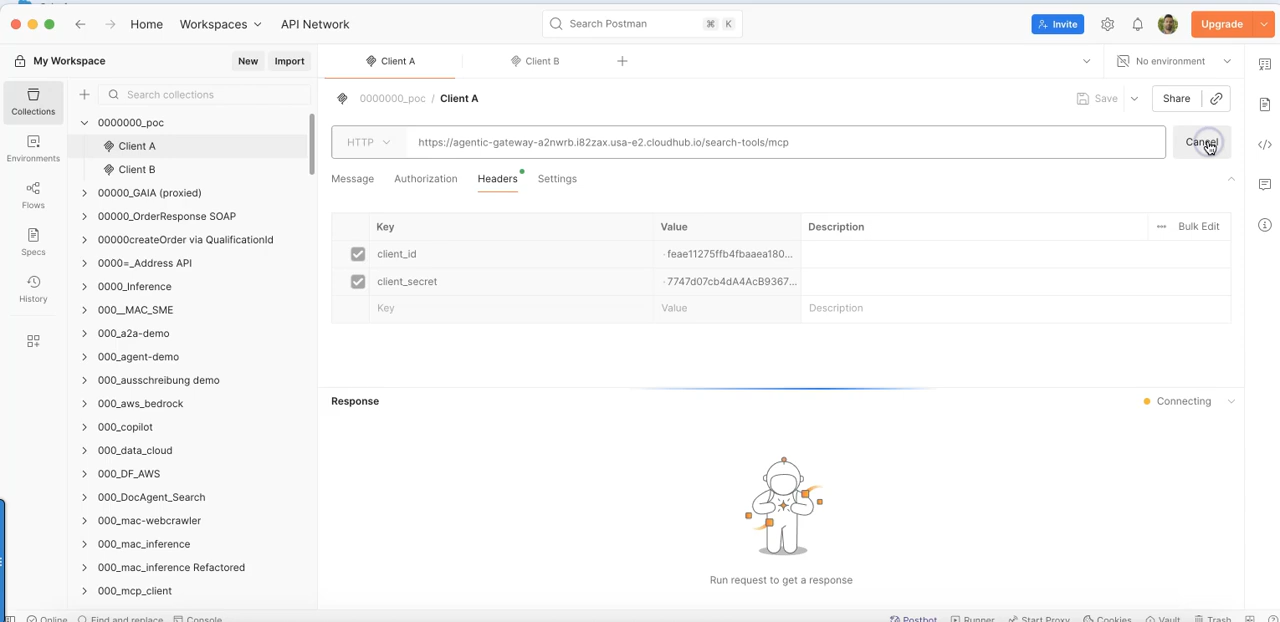 Home Workspaces API Network Search Postman ⌘ K Invite Upgrade
My Workspace New Import Client A Client B No environment
Collections
Environments
Flows
Specs
History
Search collections
0000000_poc
Client A
Client B
00000_GAIA (proxied)
00000_OrderResponse SOAP
00000createOrder via QualificationId
0000=_Address API
0000_Inference
000__MAC_SME
000_a2a-demo
000_agent-demo
000_ausschreibung demo
000_aws_bedrock
000_copilot
000_data_cloud
000_DF_AWS
000_DocAgent_Search
000_mac-webcrawler
000_mac_inference
000_mac_inference Refactored
000_mcp_client
0000000_poc / Client A Save Share
HTTP https://agentic-gateway-a2nwrb.i82zax.usa-e2.cloudhub.io/search-tools/mcp Cancel
Message Authorization Headers Settings
Key Value Description Bulk Edit
client_id feae11275ffb4fbaaea180...
client_secret 7747d07cb4dA4AcB9367...
Key Value Description
Response Connecting
Run request to get a response
Online Find and replace Console Postbot Runner Start Proxy Cookies Vault Trash